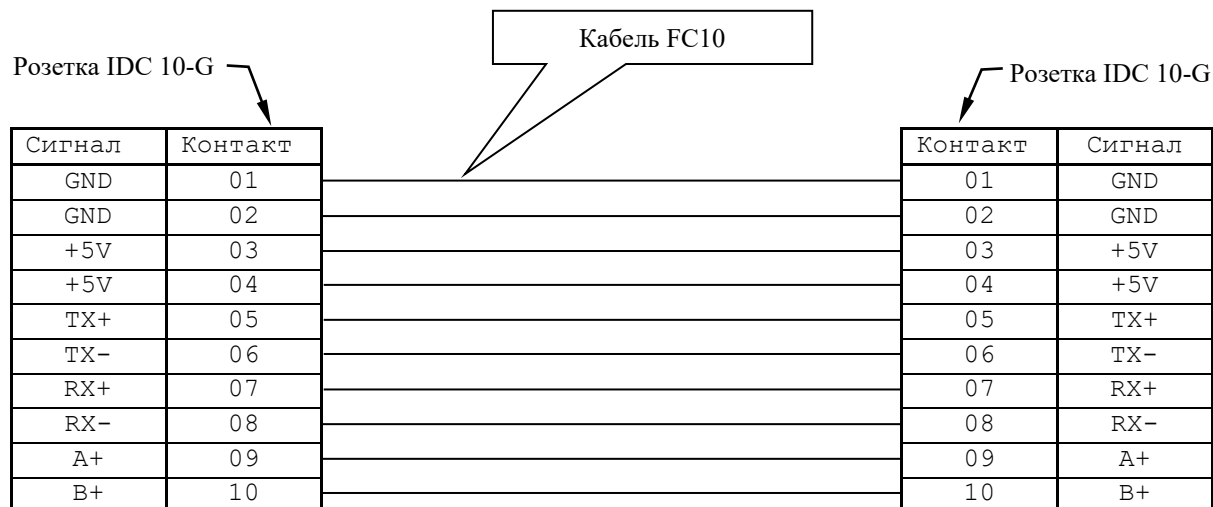 Кабель FC10
Розетка IDC 10-G
Розетка IDC 10-G
Сигнал Контакт Контакт Сигнал
GND 01 01 GND
GND 02 02 GND
+5V 03 03 +5V
+5V 04 04 +5V
TX+ 05 05 TX+
TX- 06 06 TX-
RX+ 07 07 RX+
RX- 08 08 RX-
A+ 09 09 A+
B+ 10 10 B+